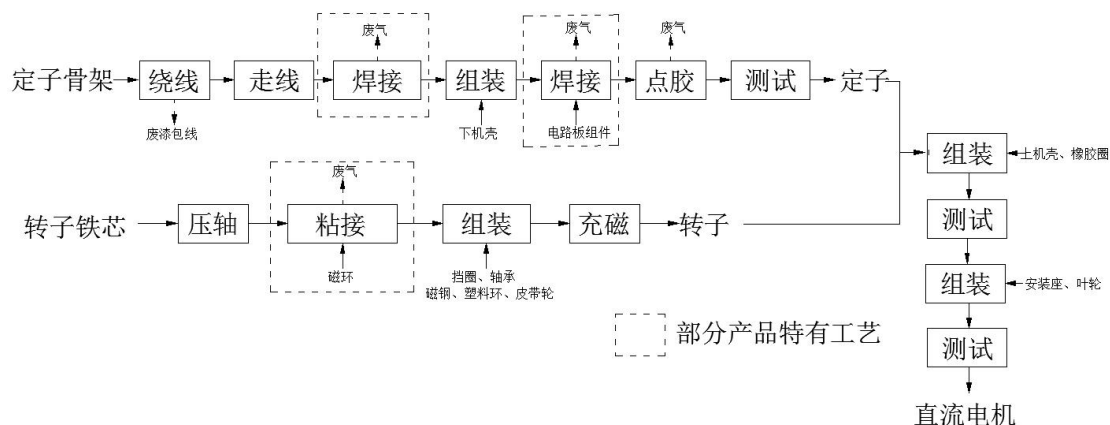 废气
废气
废气
定子骨架
绕线
走线
焊接
组装
焊接
点胶
测试
定子
废漆包线
下机壳
电路板组件
组装
上机壳、橡胶圈
废气
转子铁芯
压轴
粘接
组装
充磁
转子
测试
磁环
挡圈、轴承
磁钢、塑料环、皮带轮
组装
安装座、叶轮
部分产品特有工艺
测试
直流电机